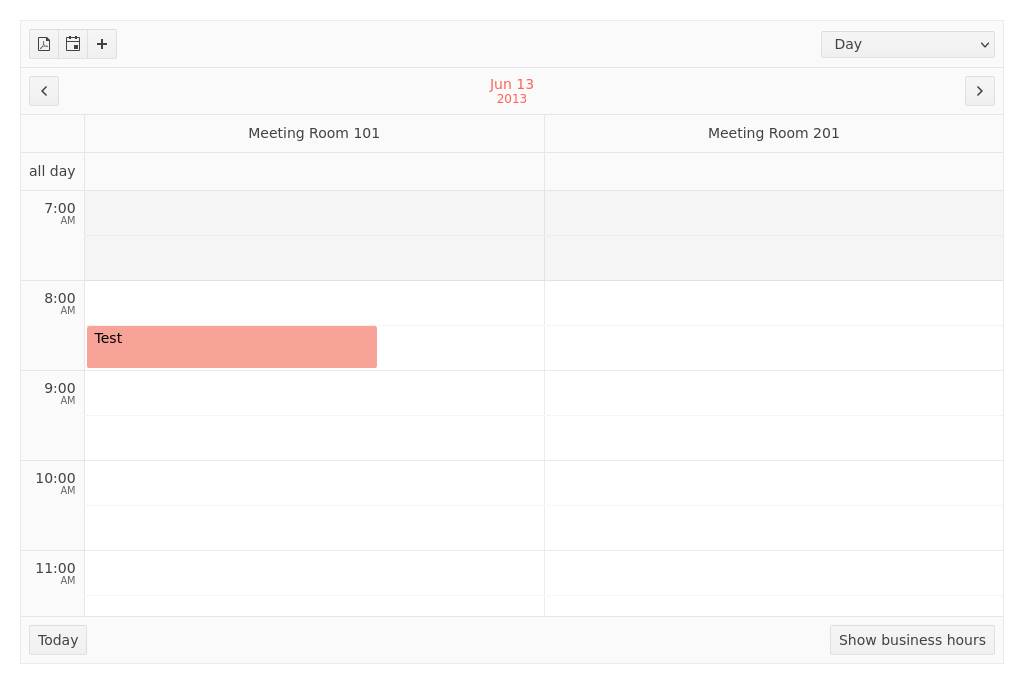 Day
Jun 13
2013
Meeting Room 101
Meeting Room 201
all day
7:00
AM
8:00
AM
Test
9:00
AM
10:00
AM
11:00
AM
Today
Show business hours